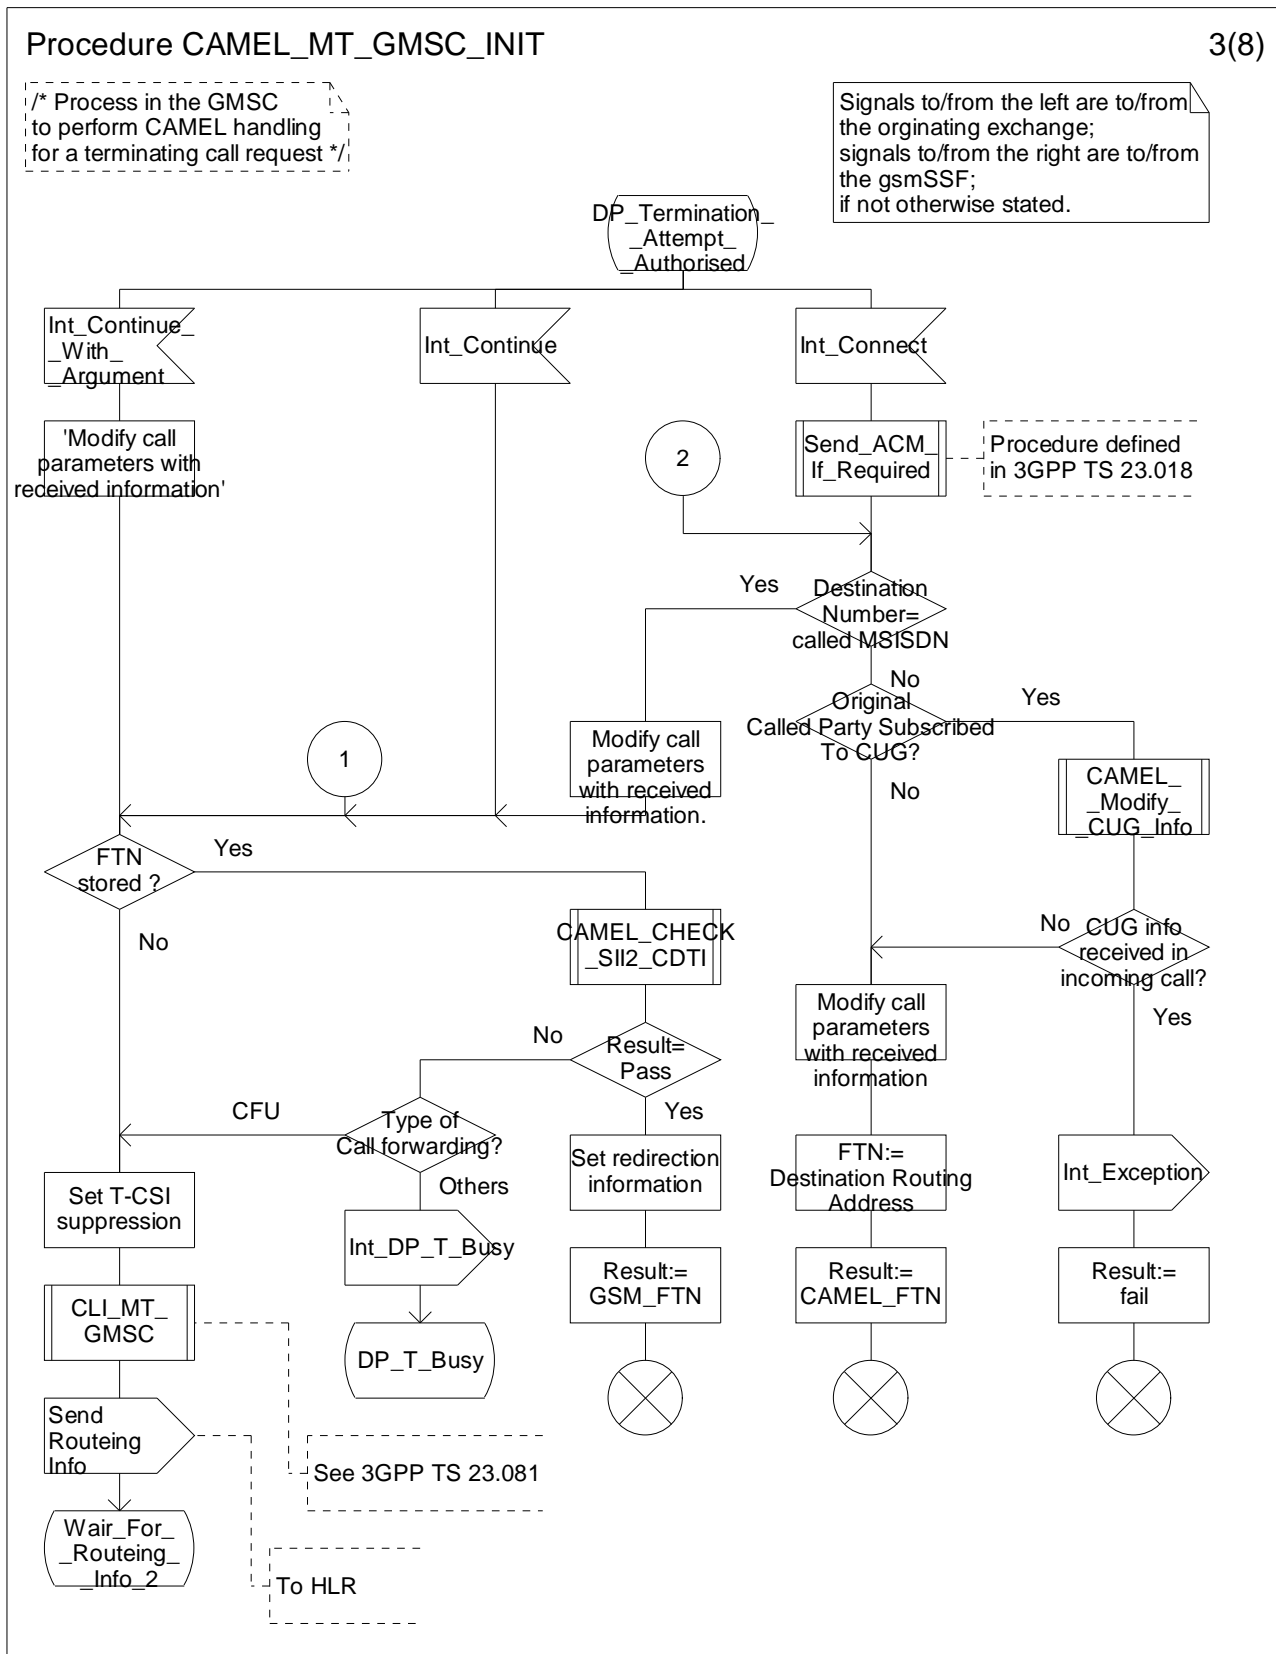 Procedure CAMEL_MT_GMSC_INIT
3(8)
/* Process in the GMSC
to perform CAMEL handling
for a terminating call request */
Signals to/from the left are to/from
the orginating exchange;
signals to/from the right are to/from
the gsmSSF;
if not otherwise stated.
DP_Termination_
_Attempt_
_Authorised
Int_Continue_
_With_
_Argument
Int_Continue
Int_Connect
'Modify call
parameters with
received information'
2
Send_ACM_
If_Required
Procedure defined
in 3GPP TS 23.018
Yes
Destination
Number=
called MSISDN
No
Original
Called Party Subscribed
To CUG?
Yes
No
1
Modify call
parameters
with received
information.
CAMEL_
_Modify_
_CUG_Info
FTN
stored ?
Yes
No
CAMEL_CHECK
_SII2_CDTI
No
CUG info
received in
incoming call?
Yes
Modify call
parameters
with received
information
No
Result=
Pass
Yes
CFU
Type of
Call forwarding?
Others
Set redirection
information
FTN:=
Destination Routing
Address
Int_Exception
Set T-CSI
suppression
Int_DP_T_Busy
Result:=
GSM_FTN
Result:=
CAMEL_FTN
Result:=
fail
CLI_MT_
GMSC
DP_T_Busy
Send
Routeing
Info
See 3GPP TS 23.081
Wair_For_
_Routeing_
_Info_2
To HLR